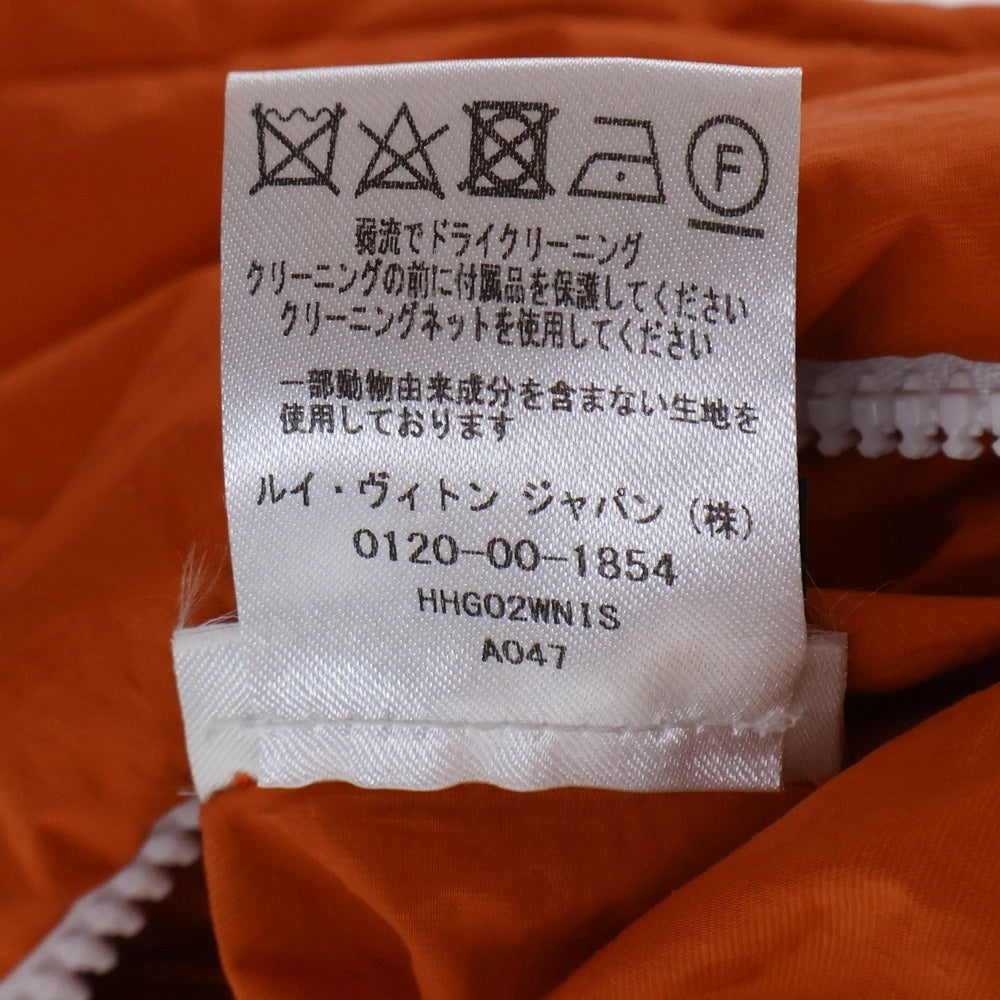 F
弱流でドライクリーニング
クリーニングの前に付属品を保護してください
クリーニングネットを使用してください
一部動物由来成分を含まない生地を
使用しております
ルイ・ヴィトン ジャパン (株)
0120-00-1854
HHG02WNIS
A047